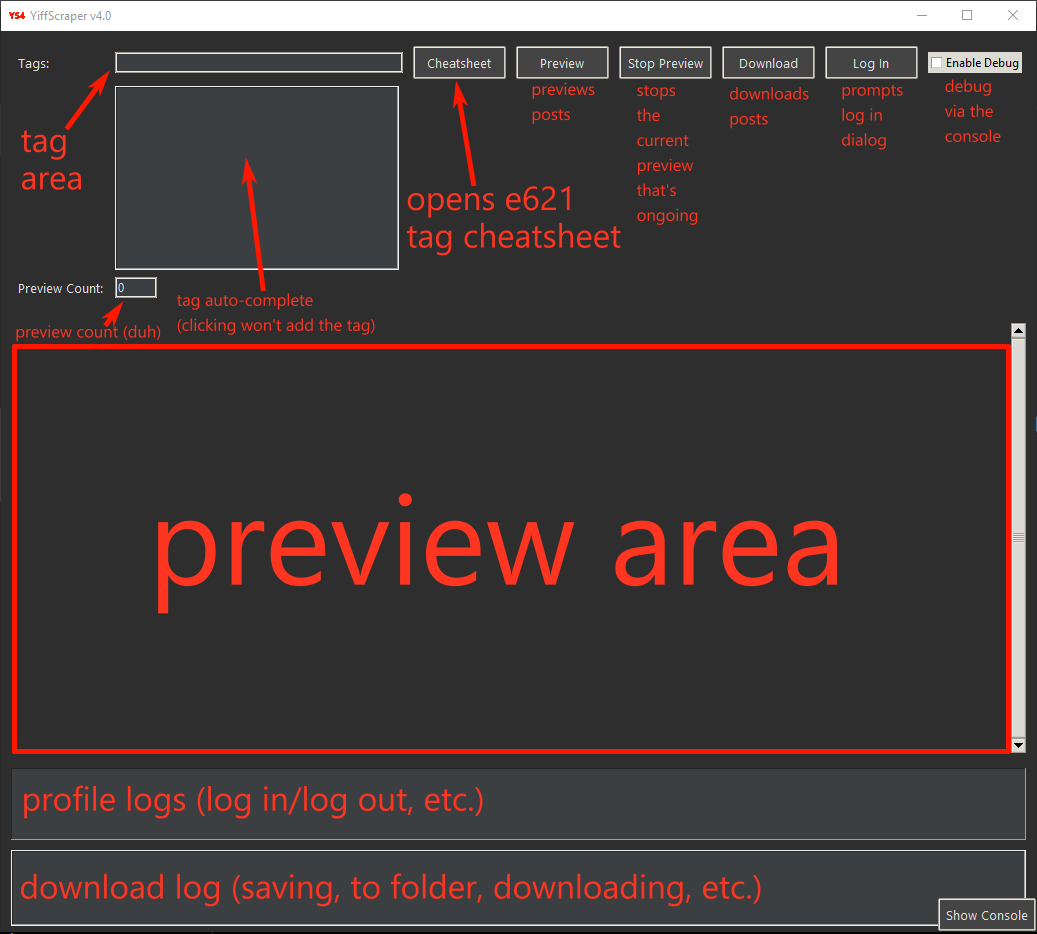 YS4 YiffScraper v4.0
Tags:
Cheatsheet
Preview
Stop Preview
Download
Log In
Enable Debug
tag
area
opens e621
tag cheatsheet
previews
posts
stops
the
current
preview
that's
ongoing
downloads
posts
prompts
log in
dialog
debug
via the
console
Preview Count:
0
preview count (duh)
tag auto-complete
(clicking won't add the tag)
preview area
profile logs (log in/log out, etc.)
download log (saving, to folder, downloading, etc.)
Show Console